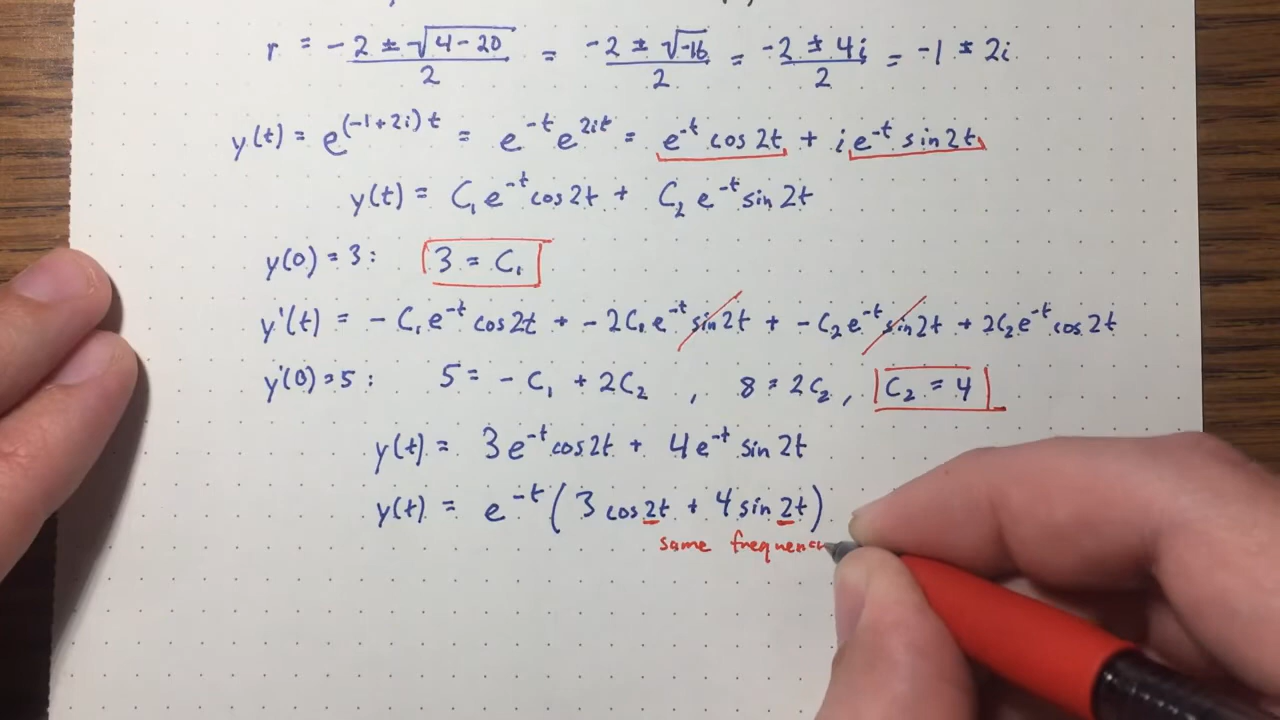 r = -2 ± √(4-20) / 2 = -2 ± √-16 / 2 = -2 ± 4i / 2 = -1 ± 2i
y(t) = e^(-1+2i)t = e^-t e^2it = e^-t cos 2t + i e^-t sin 2t
y(t) = C₁ e^-t cos 2t + C₂ e^-t sin 2t
y(0) = 3 : 3 = C₁
y'(t) = - C₁ e^-t cos 2t + - 2C₁ e^-t sin 2t + - C₂ e^-t sin 2t + 2C₂ e^-t cos 2t
y'(0) = 5 : 5 = - C₁ + 2C₂ , 8 = 2C₂ , C₂ = 4
y(t) = 3 e^-t cos 2t + 4 e^-t sin 2t
y(t) = e^-t ( 3 cos 2t + 4 sin 2t )
same frequenc